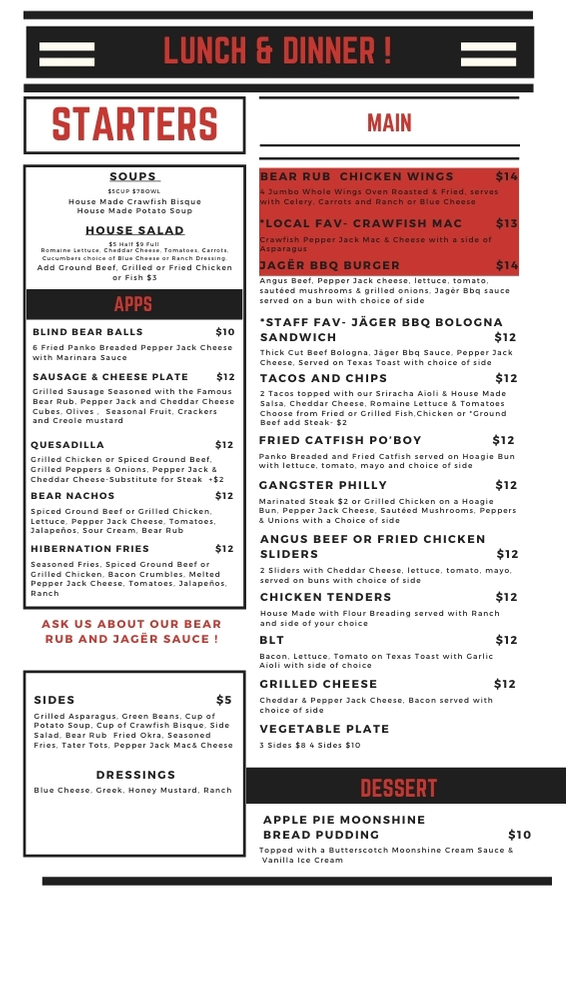 LUNCH & DINNER !
STARTERS
SOUPS
$5CUP $7BOWL
House Made Crawfish Bisque
House Made Potato Soup
HOUSE SALAD
$5 Half $9 Full
Romaine Lettuce, Cheddar Cheese, Tomatoes, Carrots,
Cucumbers choice of Blue Cheese or Ranch Dressing.
Add Ground Beef, Grilled or Fried Chicken
or Fish $3
APPS
BLIND BEAR BALLS $10
6 Fried Panko Breaded Pepper Jack Cheese
with Marinara Sauce
SAUSAGE & CHEESE PLATE $12
Grilled Sausage Seasoned with the Famous
Bear Rub, Pepper Jack and Cheddar Cheese
Cubes, Olives , Seasonal Fruit, Crackers
and Creole mustard
QUESADILLA $12
Grilled Chicken or Spiced Ground Beef,
Grilled Peppers & Onions, Pepper Jack &
Cheddar Cheese-Substitute for Steak +$2
BEAR NACHOS $12
Spiced Ground Beef or Grilled Chicken,
Lettuce, Pepper Jack Cheese, Tomatoes,
Jalapeños, Sour Cream, Bear Rub
HIBERNATION FRIES $12
Seasoned Fries, Spiced Ground Beef or
Grilled Chicken, Bacon Crumbles, Melted
Pepper Jack Cheese, Tomatoes, Jalapeños,
Ranch
ASK US ABOUT OUR BEAR
RUB AND JAGËR SAUCE !
SIDES $5
Grilled Asparagus, Green Beans, Cup of
Potato Soup, Cup of Crawfish Bisque, Side
Salad, Bear Rub Fried Okra, Seasoned
Fries, Tater Tots, Pepper Jack Mac& Cheese
DRESSINGS
Blue Cheese, Greek, Honey Mustard, Ranch
MAIN
BEAR RUB CHICKEN WINGS $14
4 Jumbo Whole Wings Oven Roasted & Fried, serves
with Celery, Carrots and Ranch or Blue Cheese
*LOCAL FAV- CRAWFISH MAC $13
Crawfish Pepper Jack Mac & Cheese with a side of
Asparagus
JAGËR BBQ BURGER $14
Angus Beef, Pepper Jack cheese, lettuce, tomato,
sautéed mushrooms & grilled onions, Jagër Bbq sauce
served on a bun with choice of side
*STAFF FAV- JÄGER BBQ BOLOGNA
SANDWICH $12
Thick Cut Beef Bologna, Jäger Bbq Sauce, Pepper Jack
Cheese, Served on Texas Toast with choice of side
TACOS AND CHIPS $12
2 Tacos topped with our Sriracha Aioli & House Made
Salsa, Cheddar Cheese, Romaine Lettuce & Tomatoes
Choose from Fried or Grilled Fish,Chicken or *Ground
Beef add Steak- $2
FRIED CATFISH PO'BOY $12
Panko Breaded and Fried Catfish served on Hoagie Bun
with lettuce, tomato, mayo and choice of side
GANGSTER PHILLY $12
Marinated Steak $2 or Grilled Chicken on a Hoagie
Bun, Pepper Jack Cheese, Sautéed Mushrooms, Peppers
& Unions with a Choice of side
ANGUS BEEF OR FRIED CHICKEN
SLIDERS $12
2 Sliders with Cheddar Cheese, lettuce, tomato, mayo,
served on buns with choice of side
CHICKEN TENDERS $12
House Made with Flour Breading served with Ranch
and side of your choice
BLT $12
Bacon, Lettuce, Tomato on Texas Toast with Garlic
Aioli with side of choice
GRILLED CHEESE $12
Cheddar & Pepper Jack Cheese, Bacon served with
choice of side
VEGETABLE PLATE
3 Sides $8 4 Sides $10
DESSERT
APPLE PIE MOONSHINE
BREAD PUDDING $10
Topped with a Butterscotch Moonshine Cream Sauce &
Vanilla Ice Cream